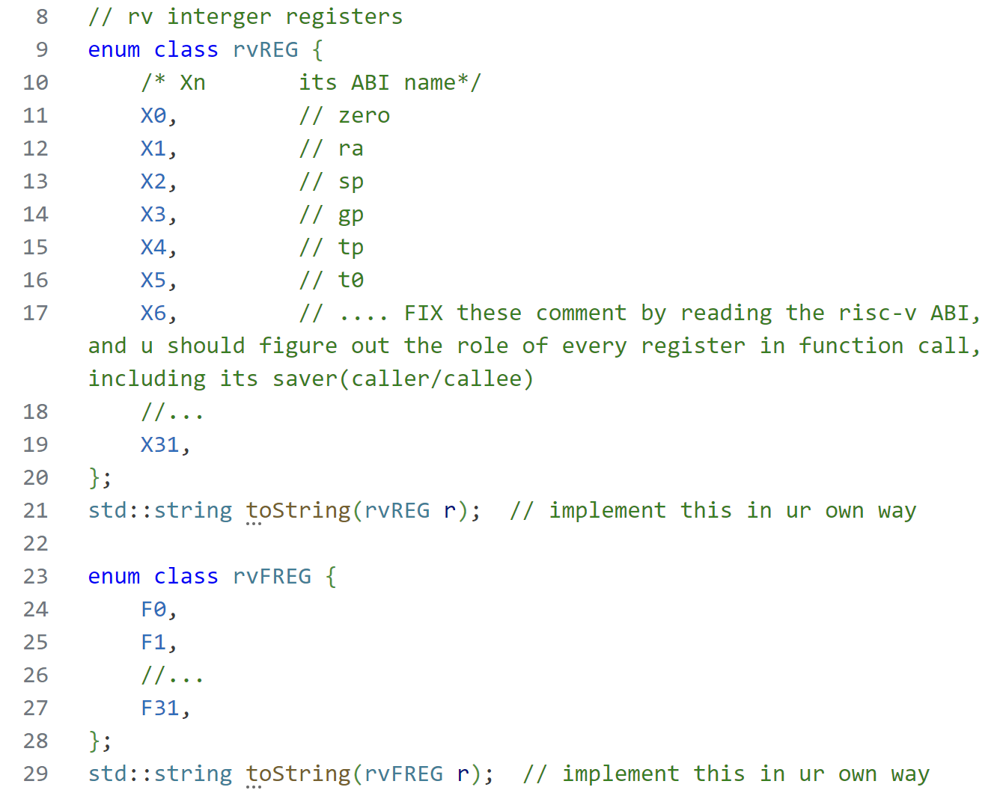 8 // rv interger registers
9 enum class rvREG {
10 /* Xn its ABI name*/
11 X0, // zero
12 X1, // ra
13 X2, // sp
14 X3, // gp
15 X4, // tp
16 X5, // t0
17 X6, // .... FIX these comment by reading the risc-v ABI,
and u should figure out the role of every register in function call,
including its saver(caller/callee)
18 //...
19 X31,
20 };
21 std::string toString(rvREG r); // implement this in ur own way
22
23 enum class rvFREG {
24 F0,
25 F1,
26 //...
27 F31,
28 };
29 std::string toString(rvFREG r); // implement this in ur own way